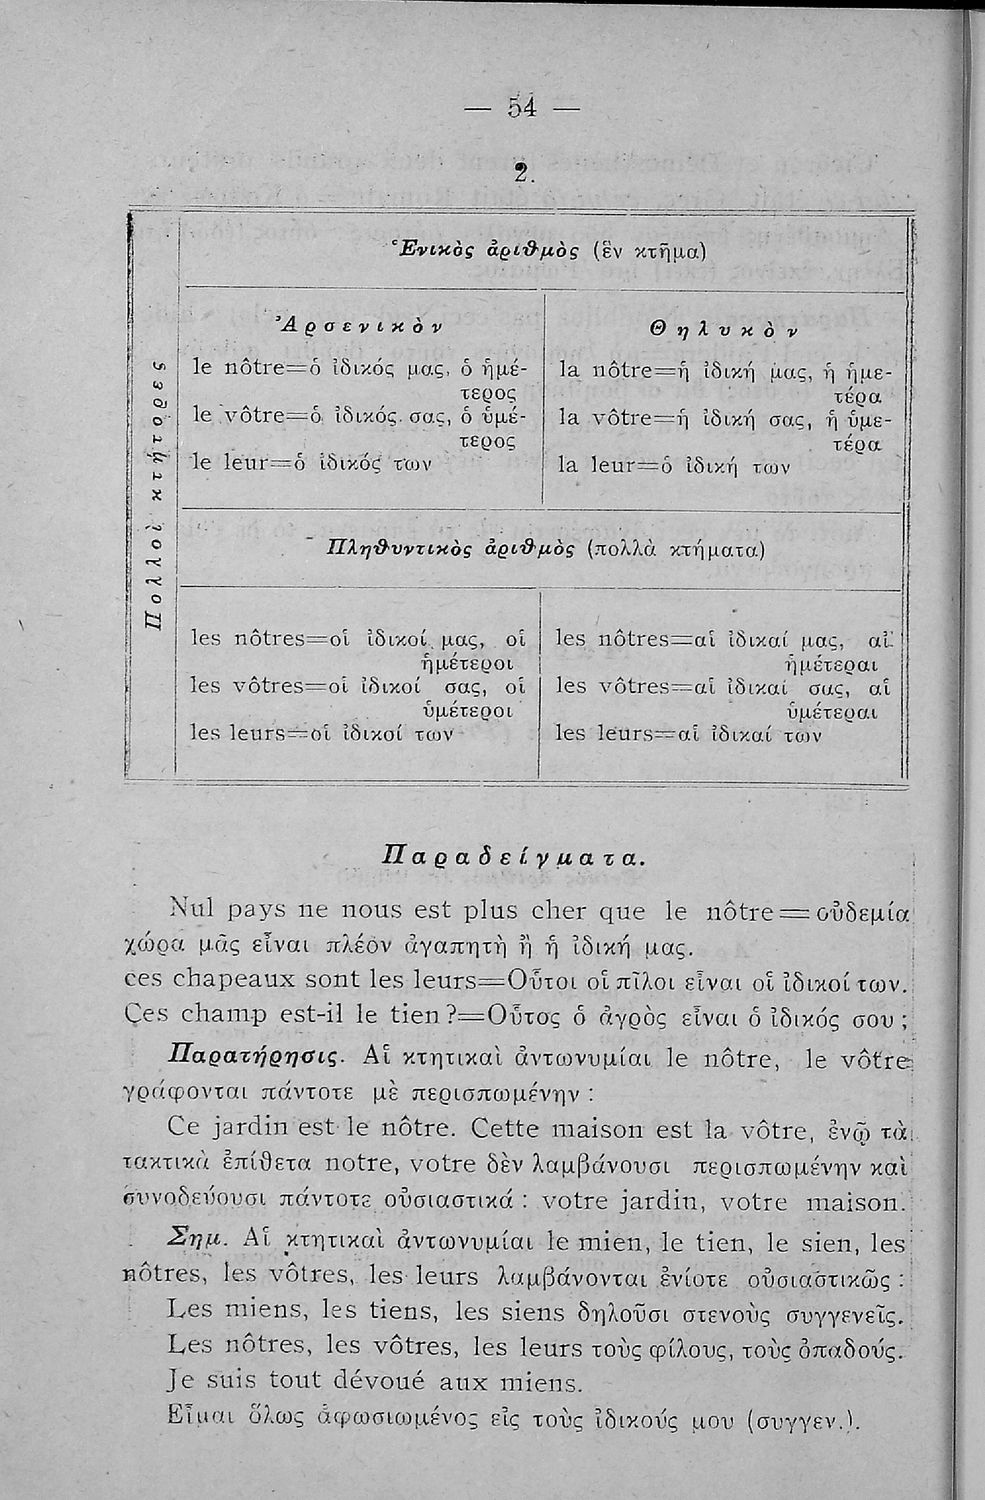 — 54 —
2.
Πολλοὶ κτήτορες
Ἑνικὸς ἀριθμὸς (ἓν κτῆμα)
Ἀρσενικὸν
le nôtre=ὁ ἰδικός μας, ὁ ἡμέ-
τερος
le vôtre=ὁ ἰδικός σας, ὁ ὑμέ-
τερος
le leur=ὁ ἰδικός των
Θηλυκὸν
la nôtre=ἡ ἰδική μας, ἡ ἡμε-
τέρα
la vôtre=ἡ ἰδική σας, ἡ ὑμε-
τέρα
la leur=ὁ ἰδική των
Πληθυντικὸς ἀριθμὸς (πολλὰ κτήματα)
les nôtres=οἱ ἰδικοί μας, οἱ
ἡμέτεροι
les vôtres=οἱ ἰδικοί σας, οἱ
ὑμέτεροι
les leurs=οἱ ἰδικοί των
les nôtres=αἱ ἰδικαί μας, αἱ
ἡμέτεραι
les vôtres=αἱ ἰδικαί σας, αἱ
ὑμέτεραι
les leurs=αἱ ἰδικαί των
Παραδείγματα.
Nul pays ne nous est plus cher que le nôtre=οὐδεμία
χώρα μᾶς εἶναι πλέον ἀγαπητὴ ἢ ἡ ἰδική μας.
ces chapeaux sont les leurs=Οὗτοι οἱ πῖλοι εἶναι οἱ ἰδικοί των.
Ces champ est-il le tien?=Οὗτος ὁ ἀγρὸς εἶναι ὁ ἰδικός σου;
Παρατήρησις. Αἱ κτητικαὶ ἀντωνυμίαι le nôtre, le vôtre
γράφονται πάντοτε μὲ περισπωμένην:
Ce jardin est le nôtre. Cette maison est la vôtre, ἐνῷ τὰ
τακτικὰ ἐπίθετα notre, votre δὲν λαμβάνουσι περισπωμένην καὶ
συνοδεύουσι πάντοτε οὐσιαστικά: votre jardin, votre maison.
Σημ. Αἱ κτητικαὶ ἀντωνυμίαι le mien, le tien, le sien, les
nôtres, les vôtres, les leurs λαμβάνονται ἐνίοτε οὐσιαστικῶς:
Les miens, les tiens, les siens δηλοῦσι στενοὺς συγγενεῖς.
Les nôtres, les vôtres, les leurs τοὺς φίλους, τοὺς ὀπαδούς.
Je suis tout dévoué aux miens.
Εἶμαι ὅλως ἀφωσιωμένος εἰς τοὺς ἰδικούς μου (συγγεν.).